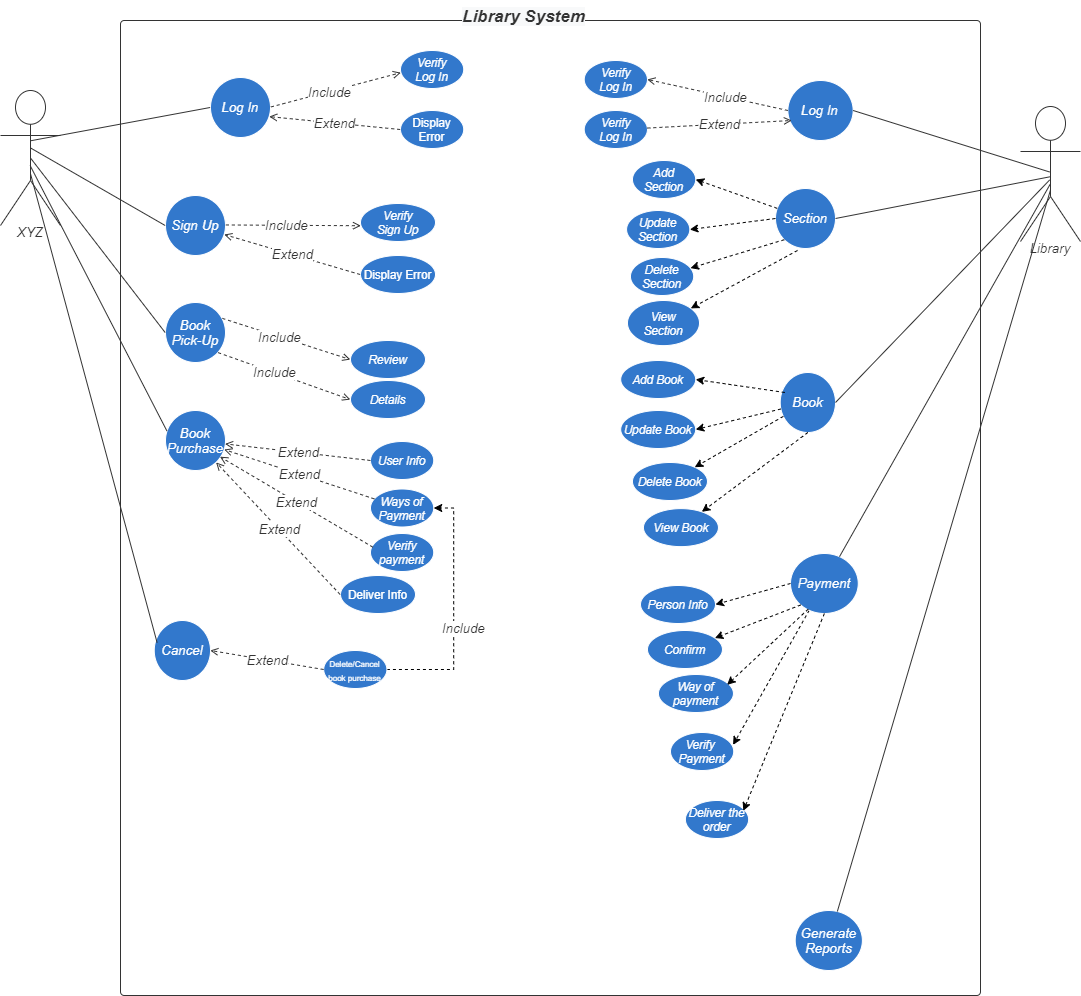 Library System
XYZ
Log In
Include
Verify
Log In
Extend
Display
Error
Sign Up
Include
Verify
Sign Up
Extend
Display Error
Book
Pick-Up
Include
Review
Include
Details
Book
Purchase
Extend
User Info
Extend
Ways of
Payment
Extend
Verify
payment
Extend
Deliver Info
Include
Cancel
Extend
Delete/Cancel
book purchase
Library
Verify
Log In
Include
Log In
Verify
Log In
Extend
Add
Section
Section
Update
Section
Delete
Section
View
Section
Add Book
Book
Update Book
Delete Book
View Book
Payment
Person Info
Confirm
Way of
payment
Verify
Payment
Deliver the
order
Generate
Reports